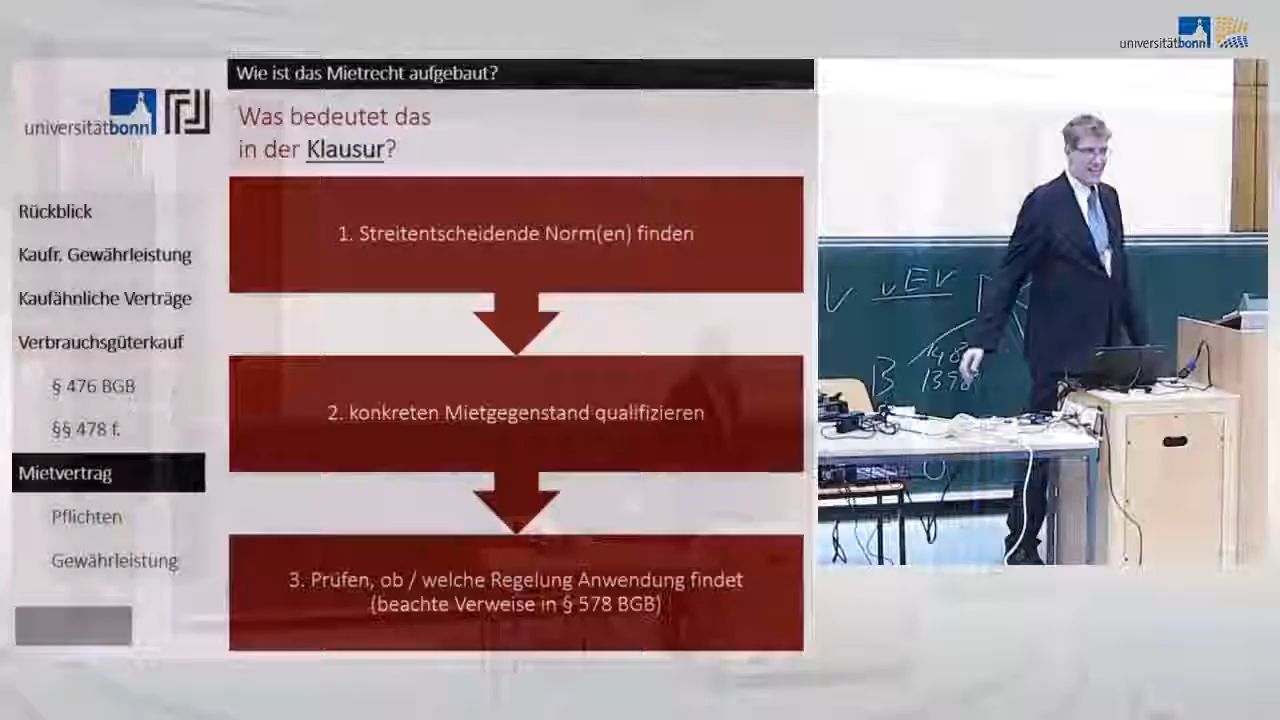 universitätbonn
Wie ist das Mietrecht aufgebaut?
universitätbonn
Was bedeutet das
in der Klausur?
Rückblick
Kaufr. Gewährleistung
Kaufähnliche Verträge
Verbrauchsgüterkauf
§ 476 BGB
§§ 478 f.
Mietvertrag
Pflichten
Gewährleistung
1. Streitentscheidende Norm(en) finden
2. konkreten Mietgegenstand qualifizieren
3. Prüfen, ob / welche Regelung Anwendung findet
(beachte Verweise in § 578 BGB)
V vEV
B